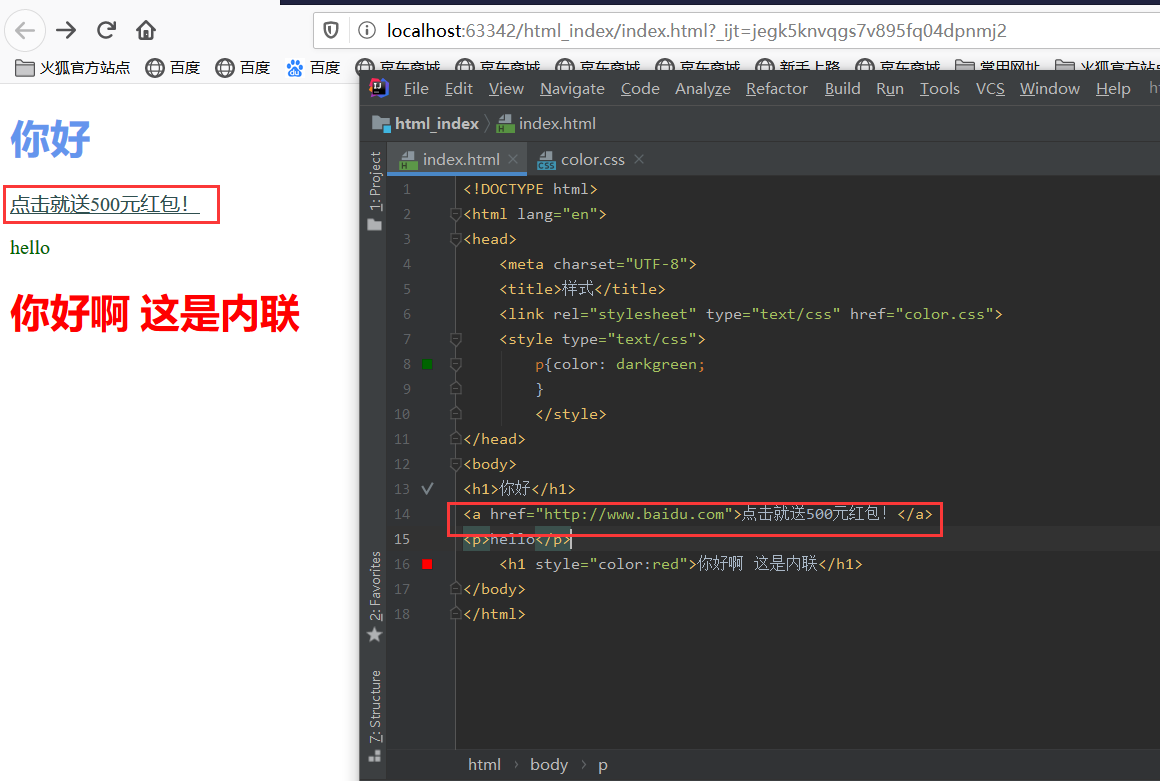 localhost:63342/html_index/index.html?_ijt=jegk5knvqgs7v895fq04dpnmj2
火狐官方站点 百度 百度 百度 京东商城 京东商城 京东商城 京东商城 新手上路 京东商城 常用网址 火狐官方站点
你好
点击就送500元红包!
hello
你好啊 这是内联
File Edit View Navigate Code Analyze Refactor Build Run Tools VCS Window Help
html_index index.html
index.html color.css
1: Project
2: Favorites
7: Structure
1 <!DOCTYPE html>
2 <html lang="en">
3 <head>
4 <meta charset="UTF-8">
5 <title>样式</title>
6 <link rel="stylesheet" type="text/css" href="color.css">
7 <style type="text/css">
8 p{color: darkgreen;
9 }
10 </style>
11 </head>
12 <body>
13 <h1>你好</h1>
14 <a href="http://www.baidu.com">点击就送500元红包!</a>
15 <p>hello</p>
16 <h1 style="color:red">你好啊 这是内联</h1>
17 </body>
18 </html>
html › body › p